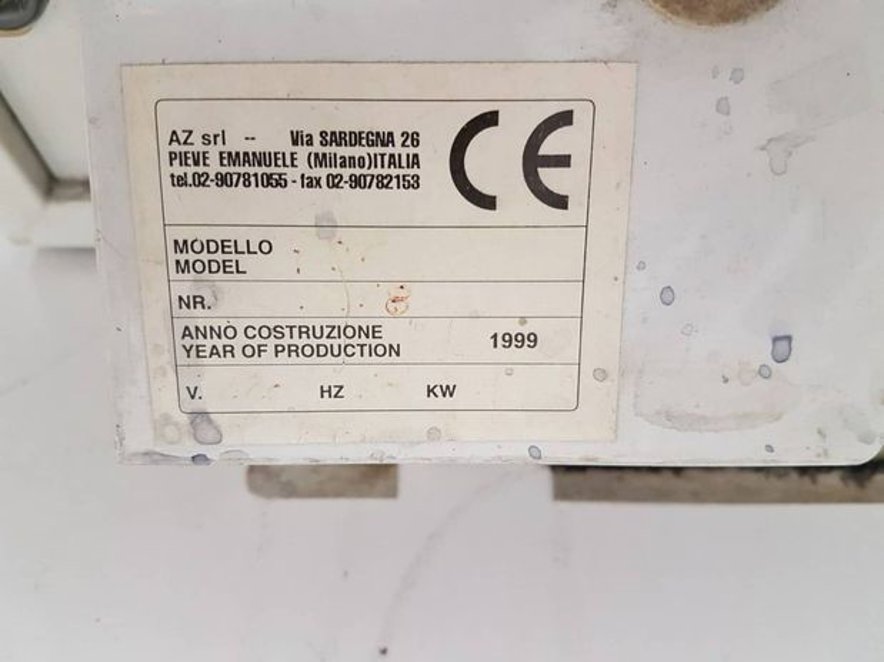 AZ srl -- Via SARDEGNA 26
PIEVE EMANUELE (Milano)ITALIA
tel.02-90781055 - fax 02-90782153
CE
MODELLO
MODEL
NR.
ANNO COSTRUZIONE
YEAR OF PRODUCTION 1999
V. HZ KW